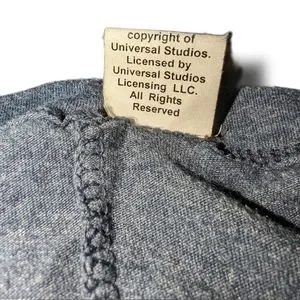 copyright of
Universal Studios.
Licensed by
Universal Studios
Licensing LLC.
All Rights
Reserved